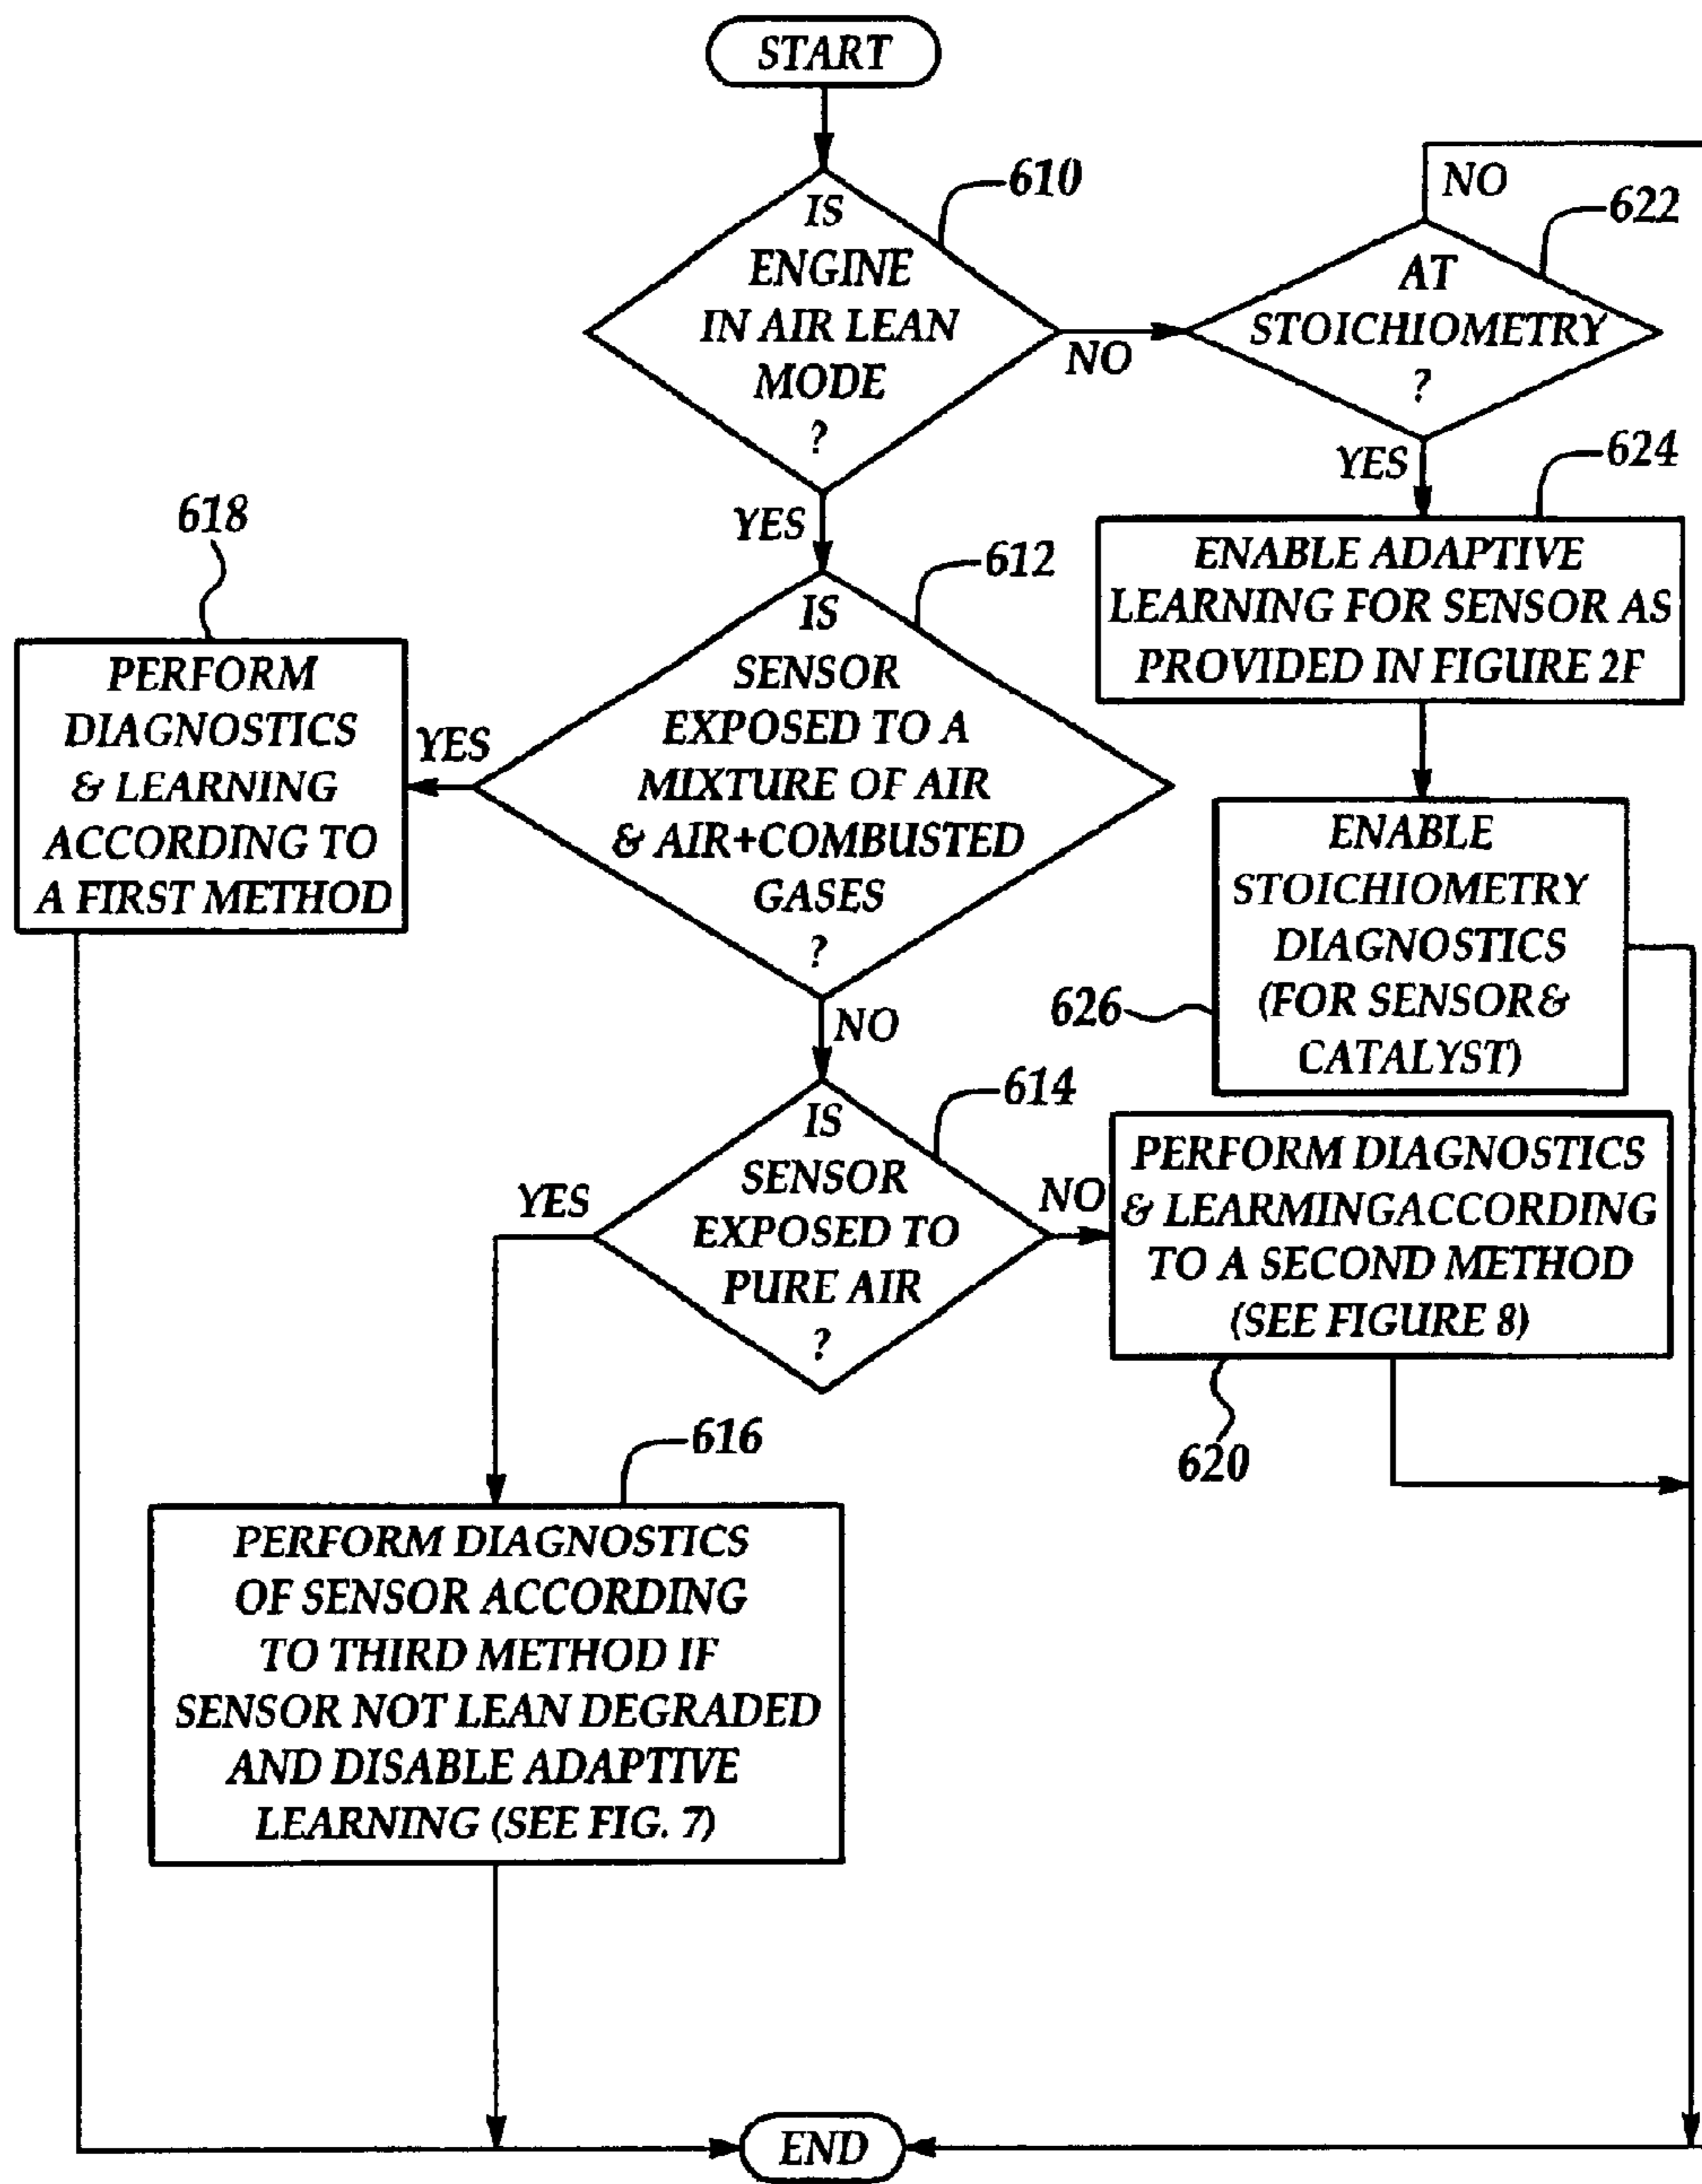 START
IS
ENGINE
IN AIR LEAN
MODE
?
610
NO
AT
STOICHIOMETRY
?
622
NO
YES
624
ENABLE ADAPTIVE
LEARNING FOR SENSOR AS
PROVIDED IN FIGURE 2F
YES
612
IS
SENSOR
EXPOSED TO A
MIXTURE OF AIR
& AIR+COMBUSTED
GASES
?
YES
618
PERFORM
DIAGNOSTICS
& LEARNING
ACCORDING TO
A FIRST METHOD
ENABLE
STOICHIOMETRY
DIAGNOSTICS
(FOR SENSOR&
CATALYST)
626
NO
614
IS
SENSOR
EXPOSED TO
PURE AIR
?
YES
NO
PERFORM DIAGNOSTICS
& LEARMINGACCORDING
TO A SECOND METHOD
(SEE FIGURE 8)
620
616
PERFORM DIAGNOSTICS
OF SENSOR ACCORDING
TO THIRD METHOD IF
SENSOR NOT LEAN DEGRADED
AND DISABLE ADAPTIVE
LEARNING (SEE FIG. 7)
END